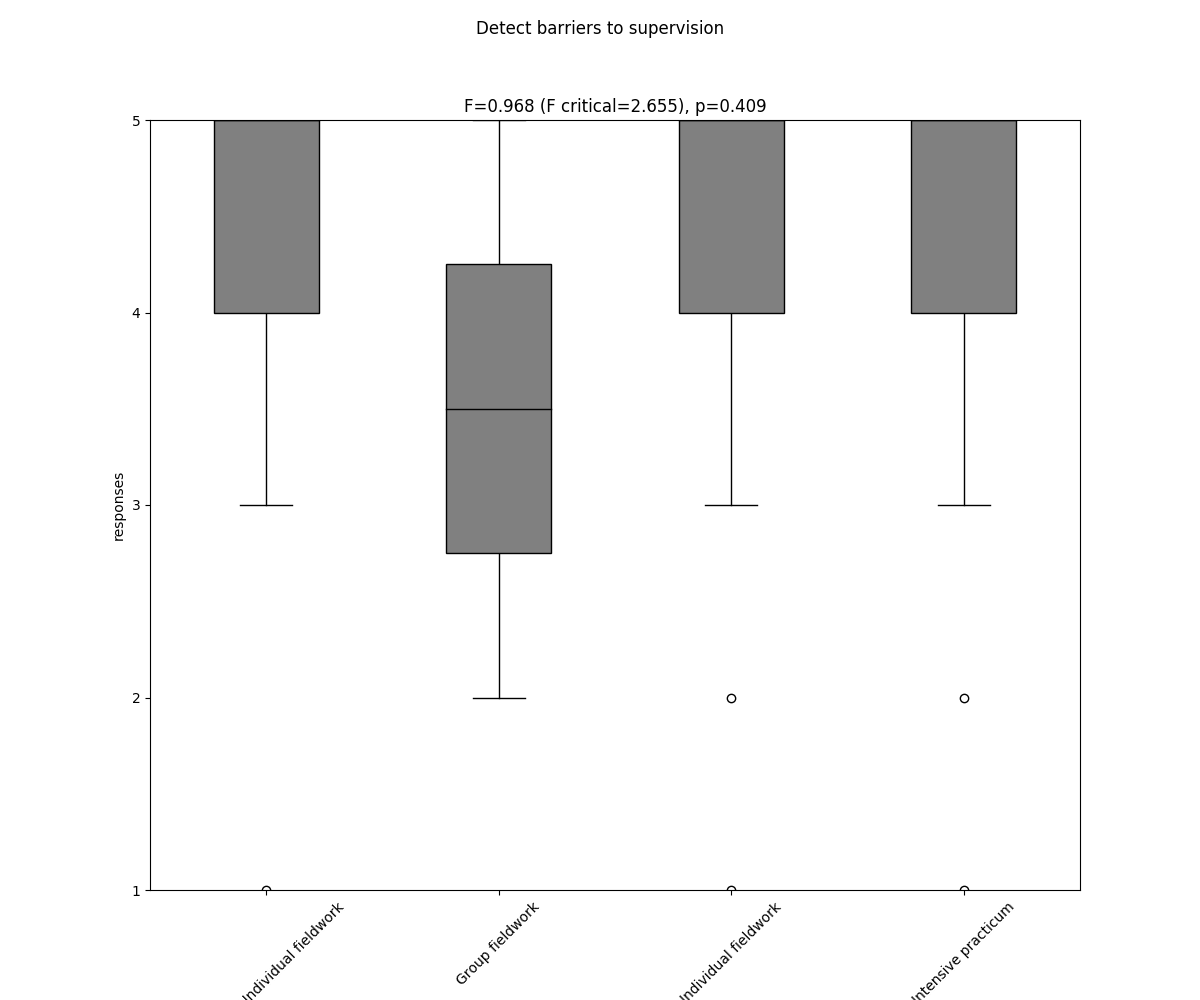 Detect barriers to supervision
F=0.968 (F critical=2.655), p=0.409
5
4
3
2
1
responses
Individual fieldwork
Group fieldwork
Individual fieldwork
Intensive practicum